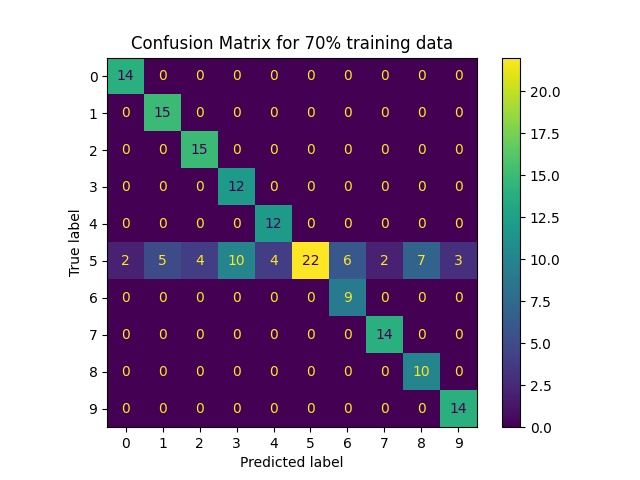 Confusion Matrix for 70% training data
0 14 0 0 0 0 0 0 0 0 0
1 0 15 0 0 0 0 0 0 0 0
2 0 0 15 0 0 0 0 0 0 0
3 0 0 0 12 0 0 0 0 0 0
4 0 0 0 0 12 0 0 0 0 0
5 2 5 4 10 4 22 6 2 7 3
6 0 0 0 0 0 0 9 0 0 0
7 0 0 0 0 0 0 0 14 0 0
8 0 0 0 0 0 0 0 0 10 0
9 0 0 0 0 0 0 0 0 0 14
0 1 2 3 4 5 6 7 8 9
Predicted label
True label
20.0
17.5
15.0
12.5
10.0
7.5
5.0
2.5
0.0